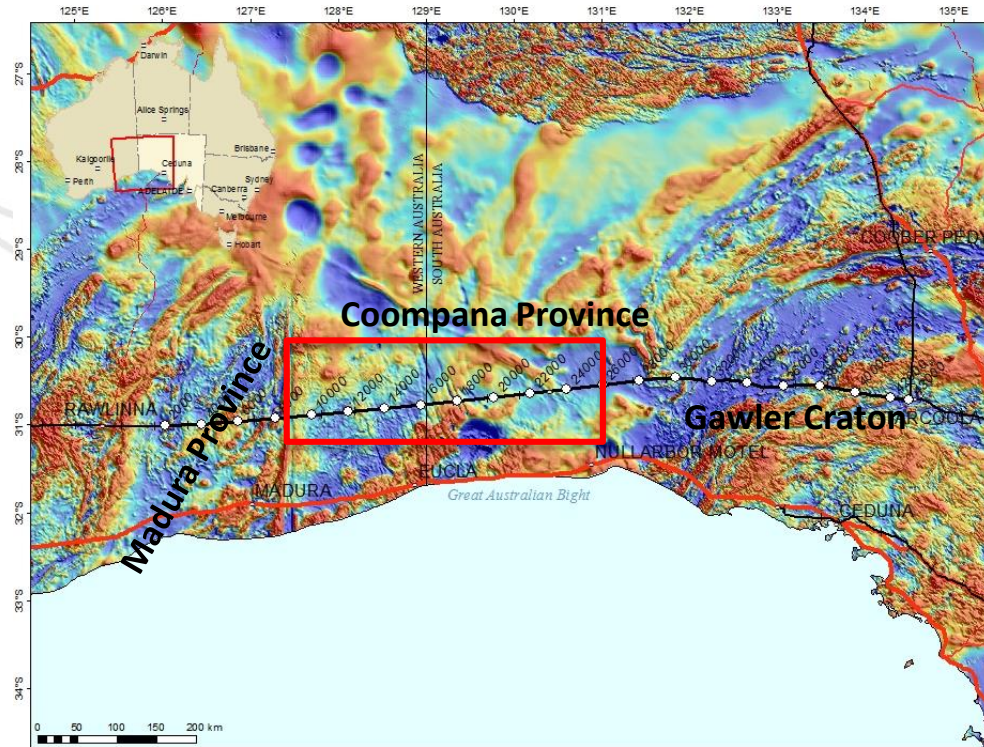 125°E 126°E 127°E 128°E 129°E 130°E 131°E 132°E 133°E 134°E 135°E
27°S
28°S
29°S
30°S
31°S
32°S
33°S
34°S
Darwin
Alice Springs
Brisbane
Kalgoorlie
Ceduna
Perth
ADELAIDE
Sydney
Canberra
Melbourne
Hobart
WESTERN AUSTRALIA
SOUTH AUSTRALIA
COOBER PEDY
Coompana Province
Madura Province
Gawler Craton
RAWLINNA
10000
12000
14000
16000
18000
20000
22000
24000
NULLARBOR MOTEL
EUCLA
MADURA
Great Australian Bight
CEDUNA
0 50 100 150 200 km